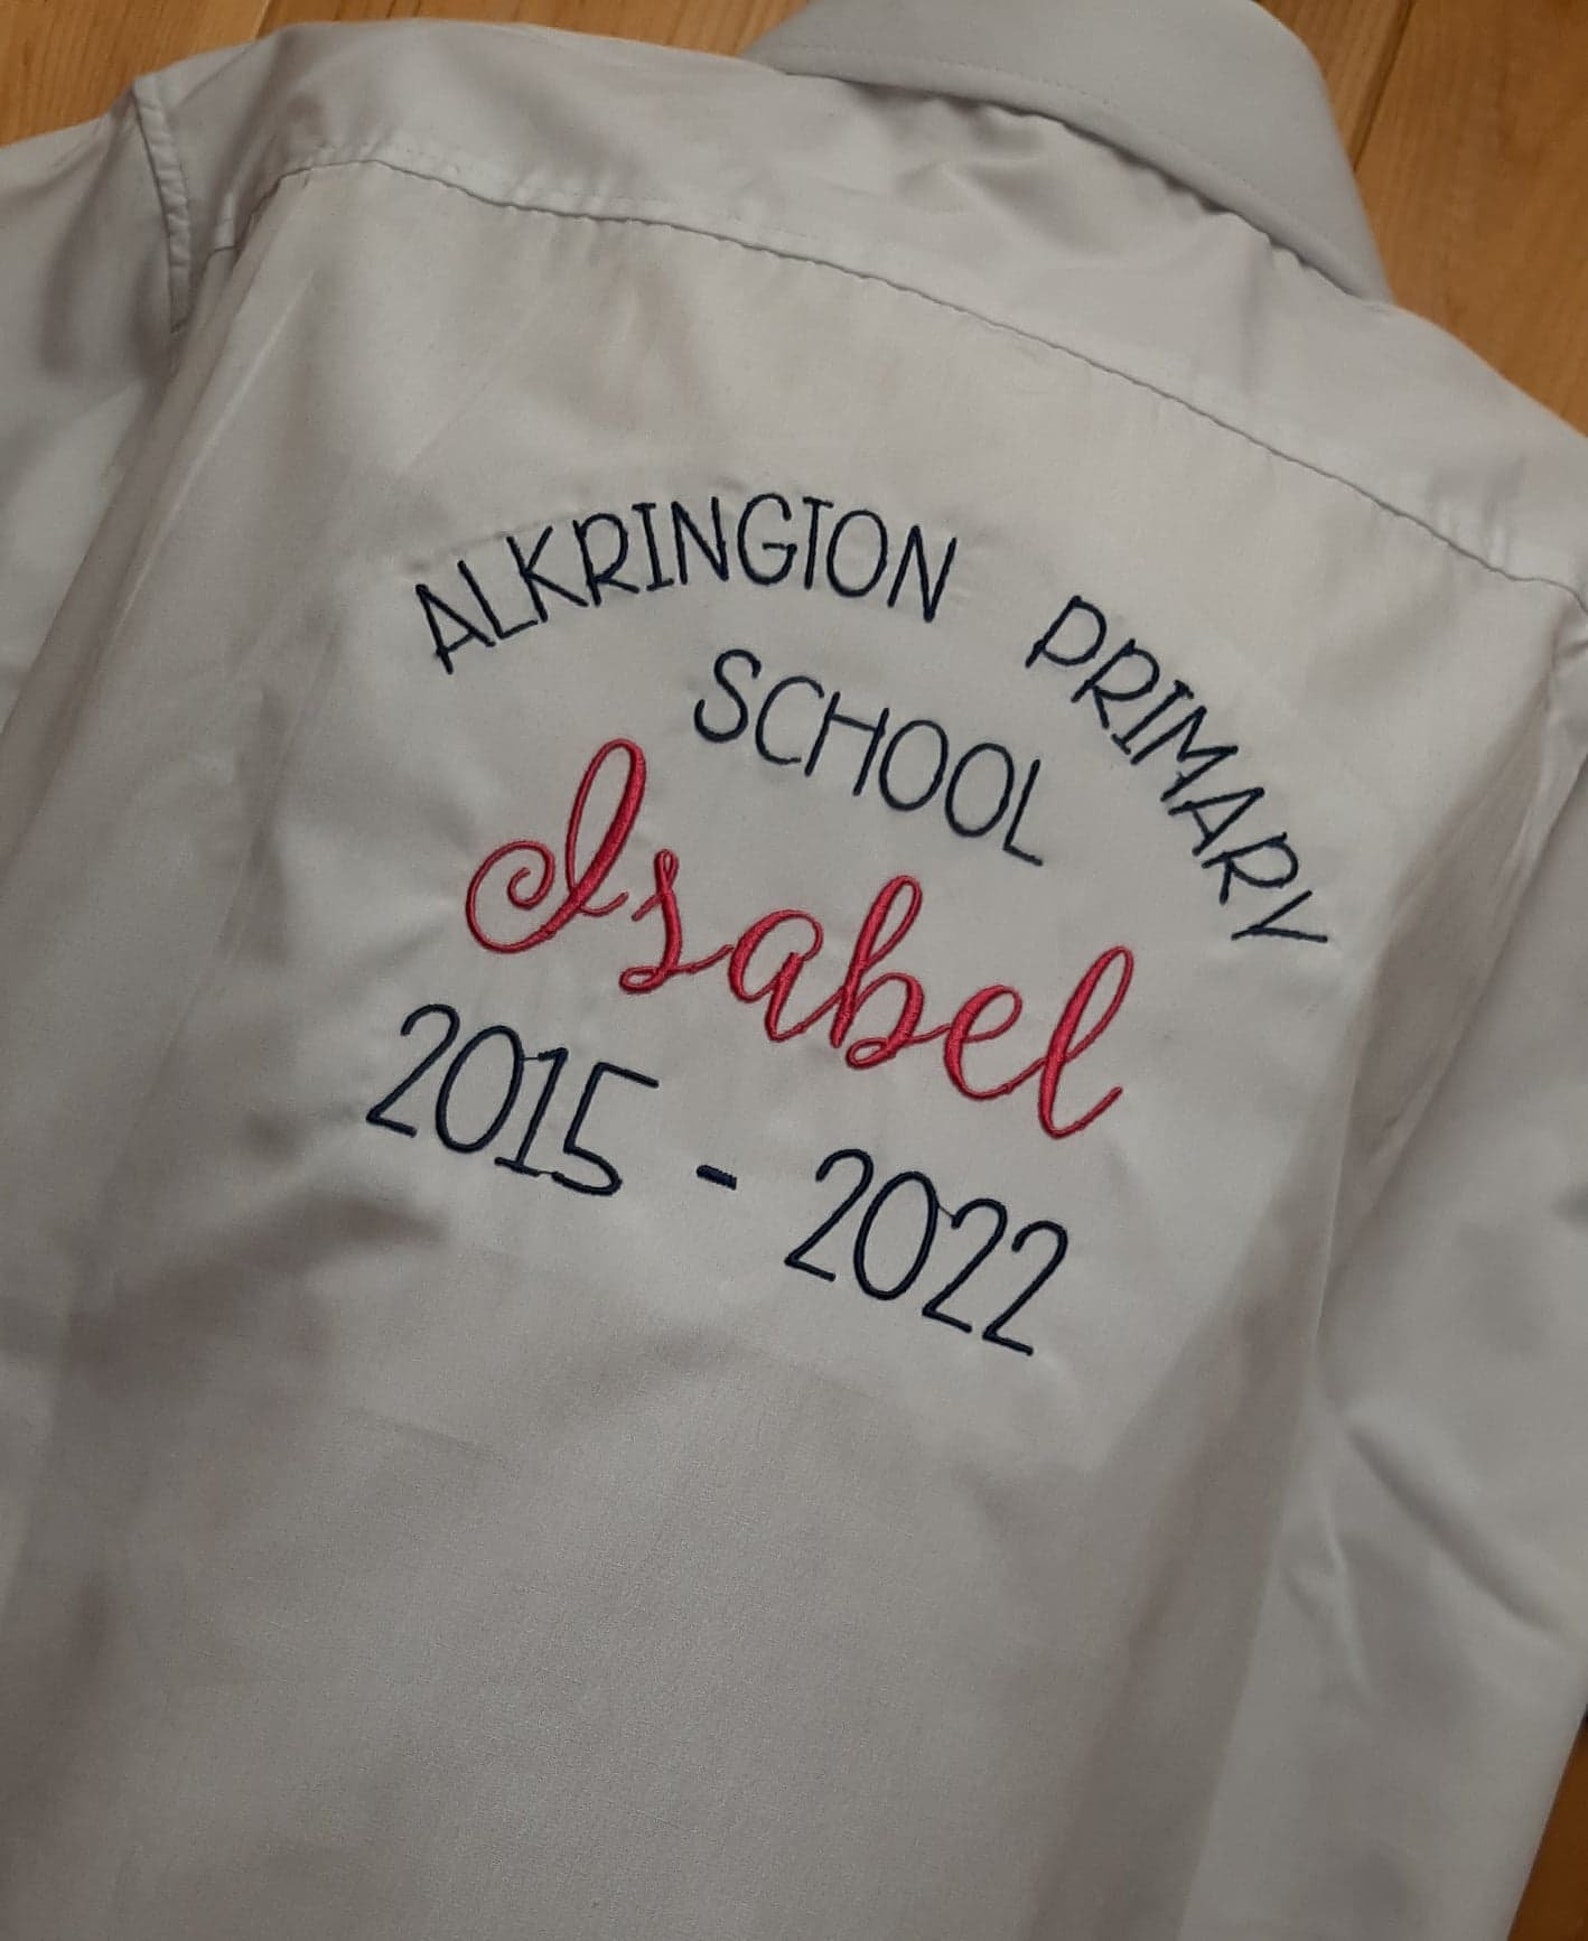 ALKRINGTON PRIMARY
SCHOOL
Isabel
2015 - 2022